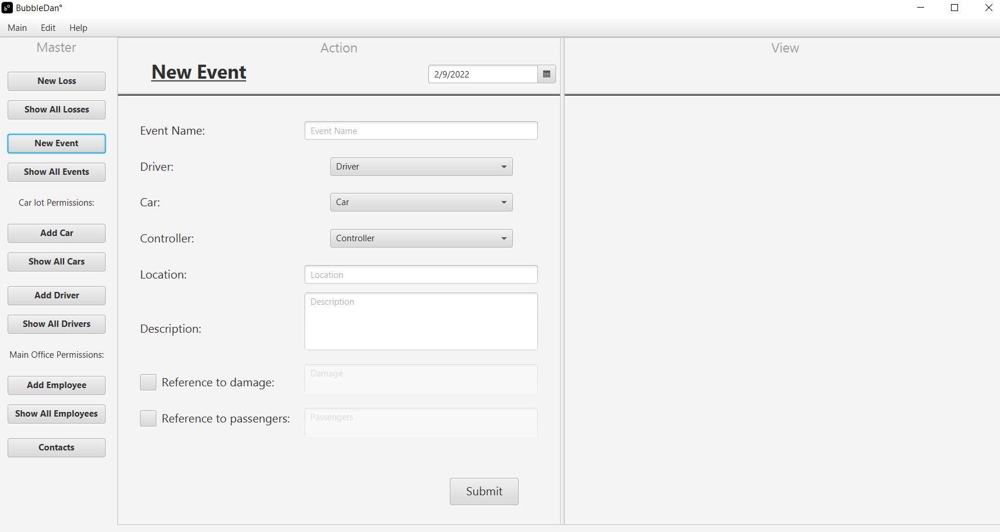 b°
BubbleDan°
Main Edit Help
Master
New Loss
Show All Losses
New Event
Show All Events
Car lot Permissions:
Add Car
Show All Cars
Add Driver
Show All Drivers
Main Office Permissions:
Add Employee
Show All Employees
Contacts
Action
New Event
2/9/2022
Event Name:
Event Name
Driver:
Driver
Car:
Car
Controller:
Controller
Location:
Location
Description:
Description
Reference to damage:
Damage
Reference to passengers:
Passengers
Submit
View